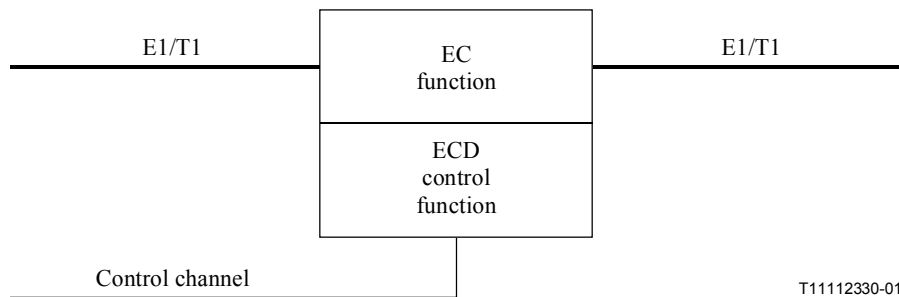 E1/T1
EC
function
E1/T1
ECD
control
function
Control channel
T11112330-01